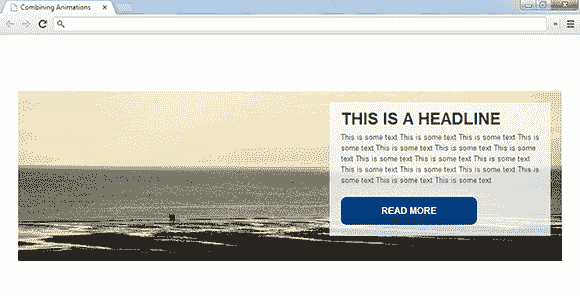 Combining Animations
THIS IS A HEADLINE
This is some text This is some text This is some text This is
some text This is some text This is some text This is some
text This is some text This is some text This is some text
This is some text This is some text This is some text This is
some text This is some text This is some text
READ MORE